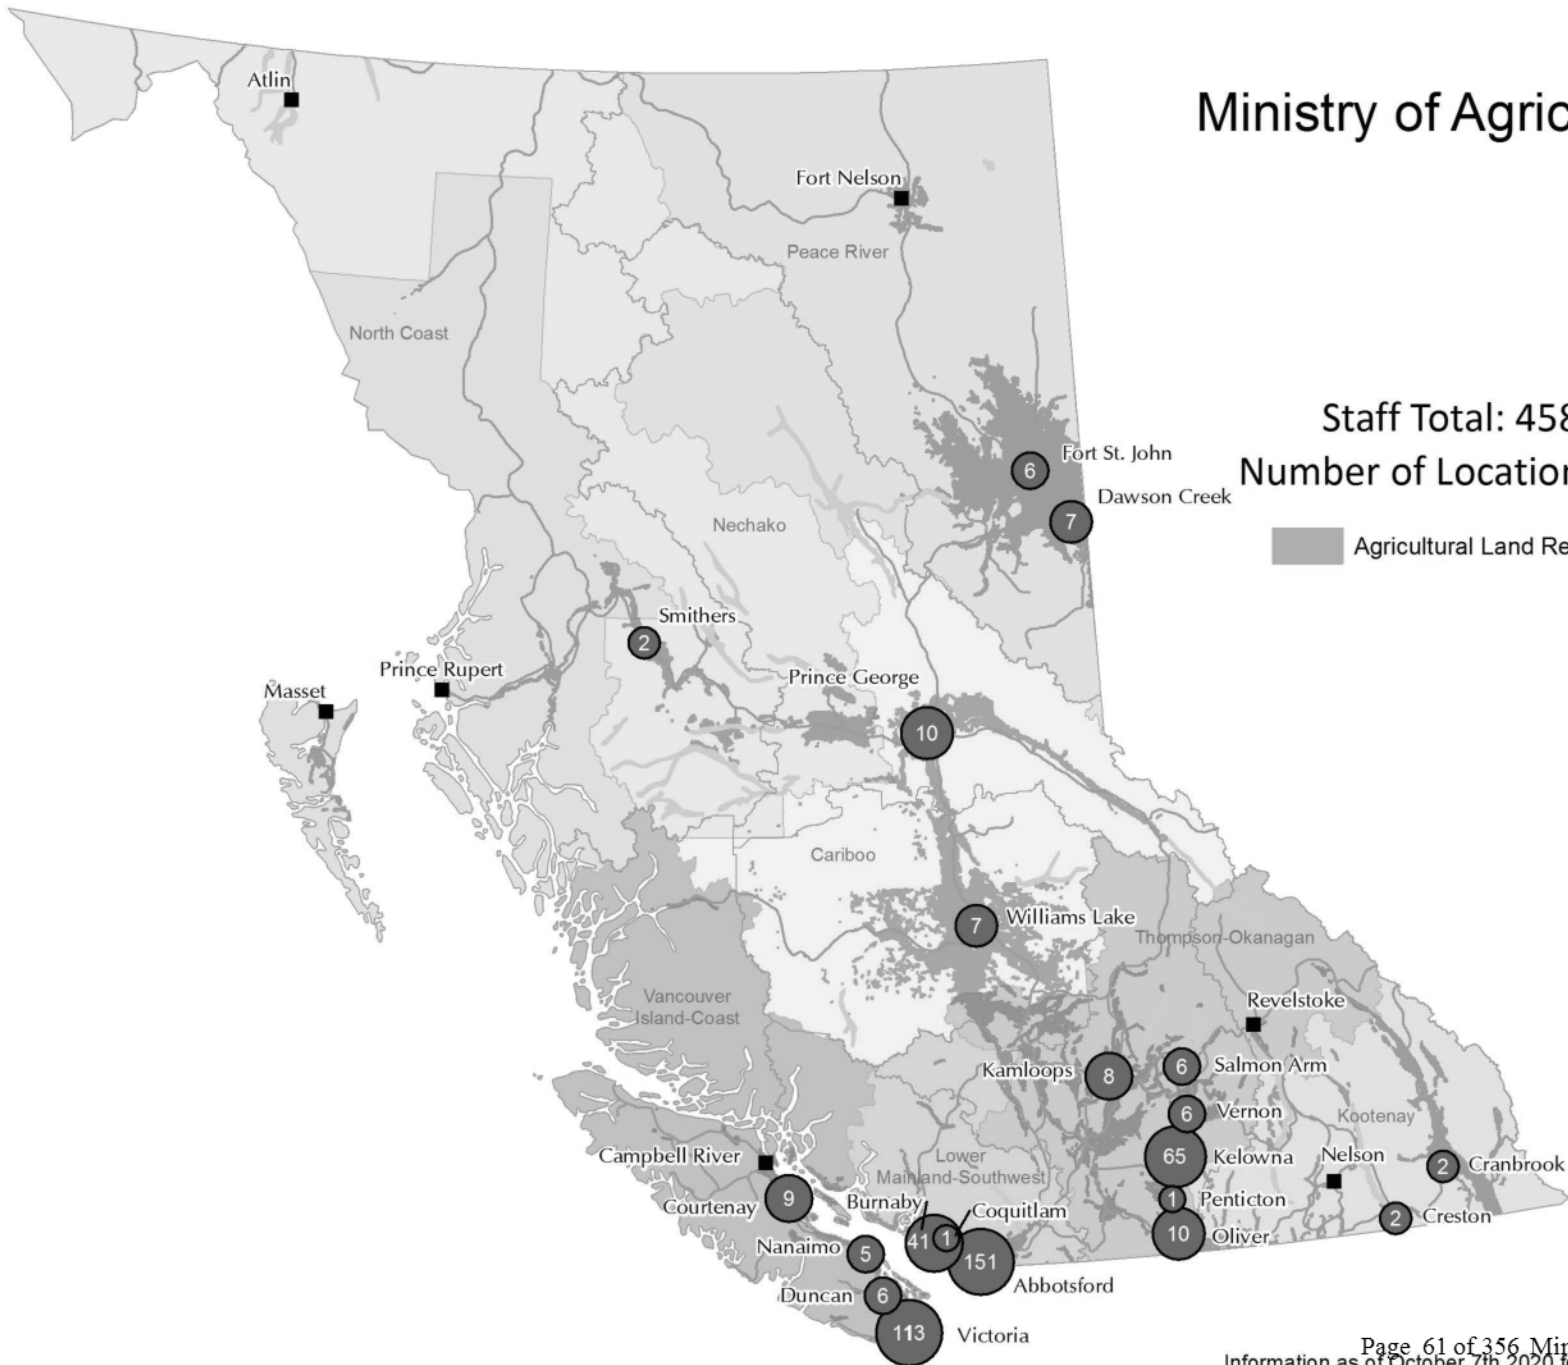 Atlin
Ministry of Agric
Fort Nelson
Peace River
North Coast
Staff Total: 458
Number of Location
Agricultural Land Re
6
Fort St. John
7
Dawson Creek
Nechako
Smithers
2
Prince Rupert
Masset
Prince George
10
Cariboo
7
Williams Lake
Thompson-Okanagan
Vancouver
Island-Coast
Revelstoke
Kamloops
8
6
Salmon Arm
6
Vernon
Kootenay
Campbell River
Lower
Mainland-Southwest
65
Kelowna
Nelson
2
Cranbrook
Courtenay
9
Burnaby
Coquitlam
1
Penticton
2
Creston
10
Oliver
Nanaimo
5
41
1
151
Abbotsford
Duncan
6
113
Victoria
Page 61 of 356 Min
Information as of October 7th 2020